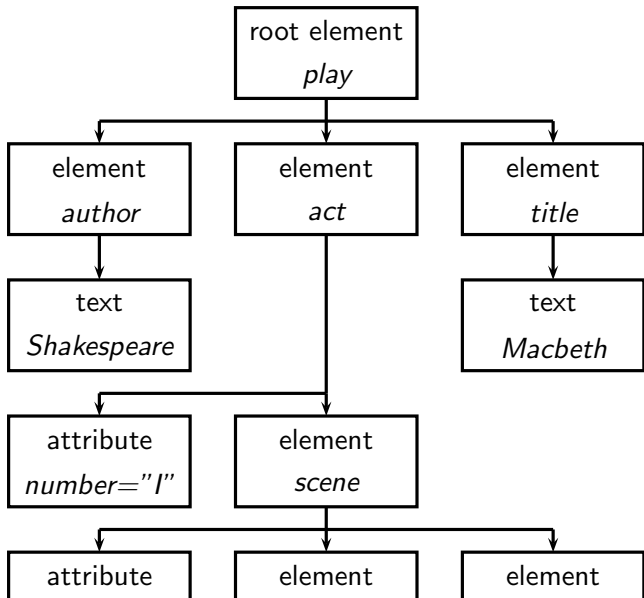 root element
play
element
author
element
act
element
title
text
Shakespeare
text
Macbeth
attribute
number="I"
element
scene
attribute
element
element